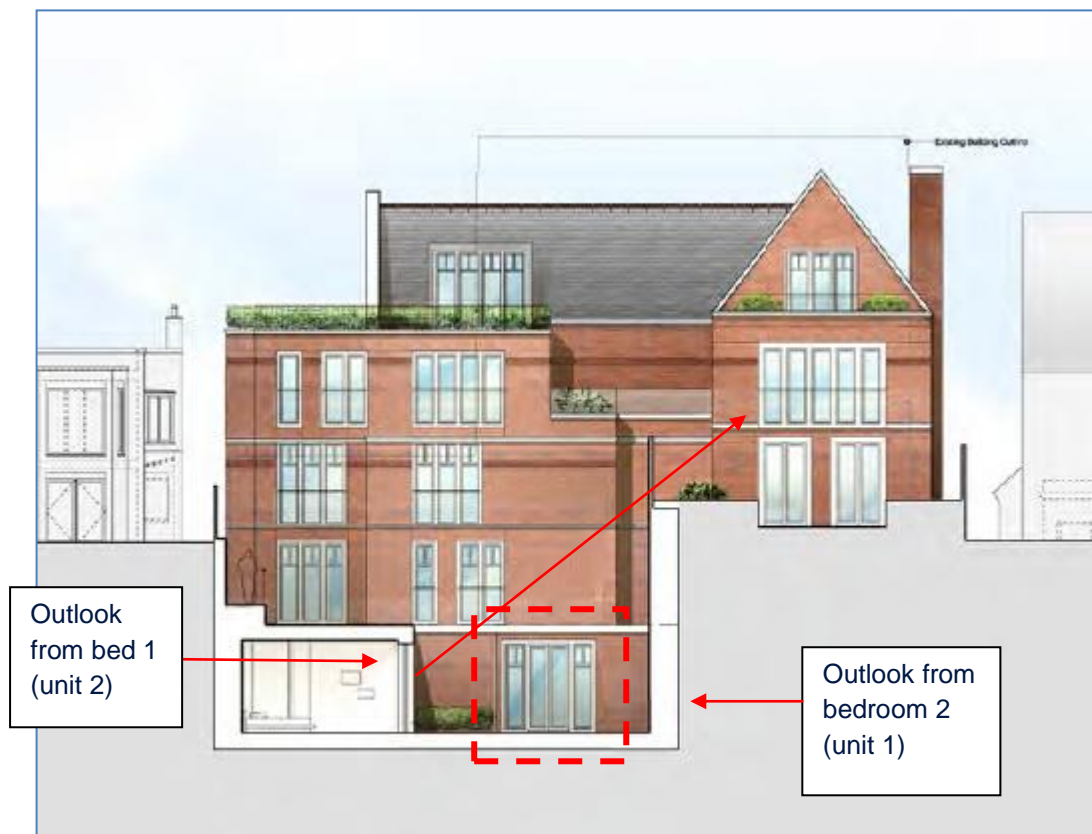 Existing Building Outline
Outlook
from bed 1
(unit 2)
Outlook from
bedroom 2
(unit 1)